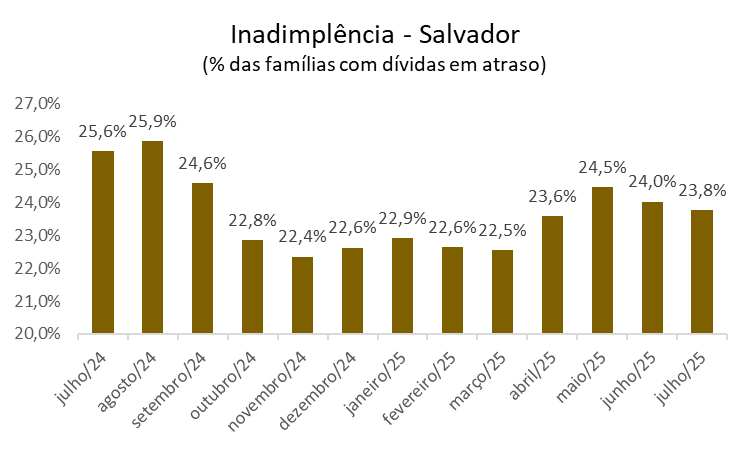 Inadimplência - Salvador
(% das famílias com dívidas em atraso)
27,0%
26,0%
25,0%
24,0%
23,0%
22,0%
21,0%
20,0%
25,6%
25,9%
24,6%
22,8%
22,4%
22,6%
22,9%
22,6%
22,5%
23,6%
24,5%
24,0%
23,8%
julho/24
agosto/24
setembro/24
outubro/24
novembro/24
dezembro/24
janeiro/25
fevereiro/25
março/25
abril/25
maio/25
junho/25
julho/25